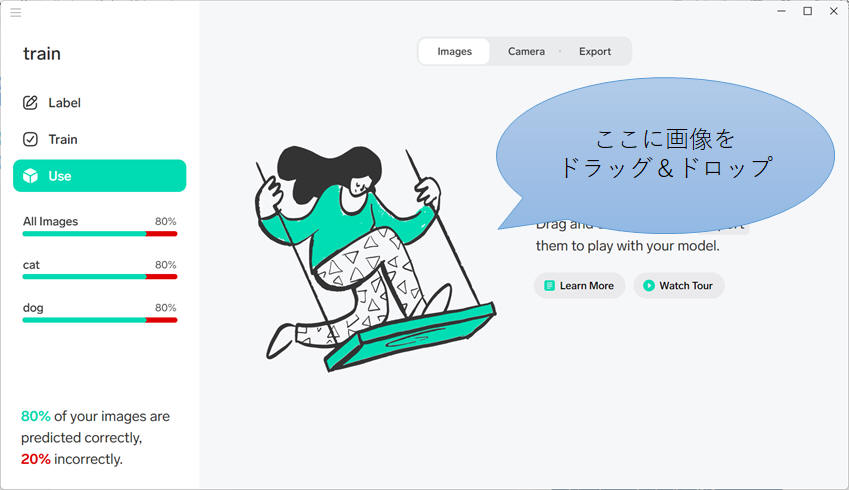 train
Label
Train
Use
All Images 80%
cat 80%
dog 80%
80% of your images are
predicted correctly,
20% incorrectly.
Images Camera Export
ここに画像を
ドラッグ＆ドロップ
Drag and
them to play with your model.
Learn More Watch Tour